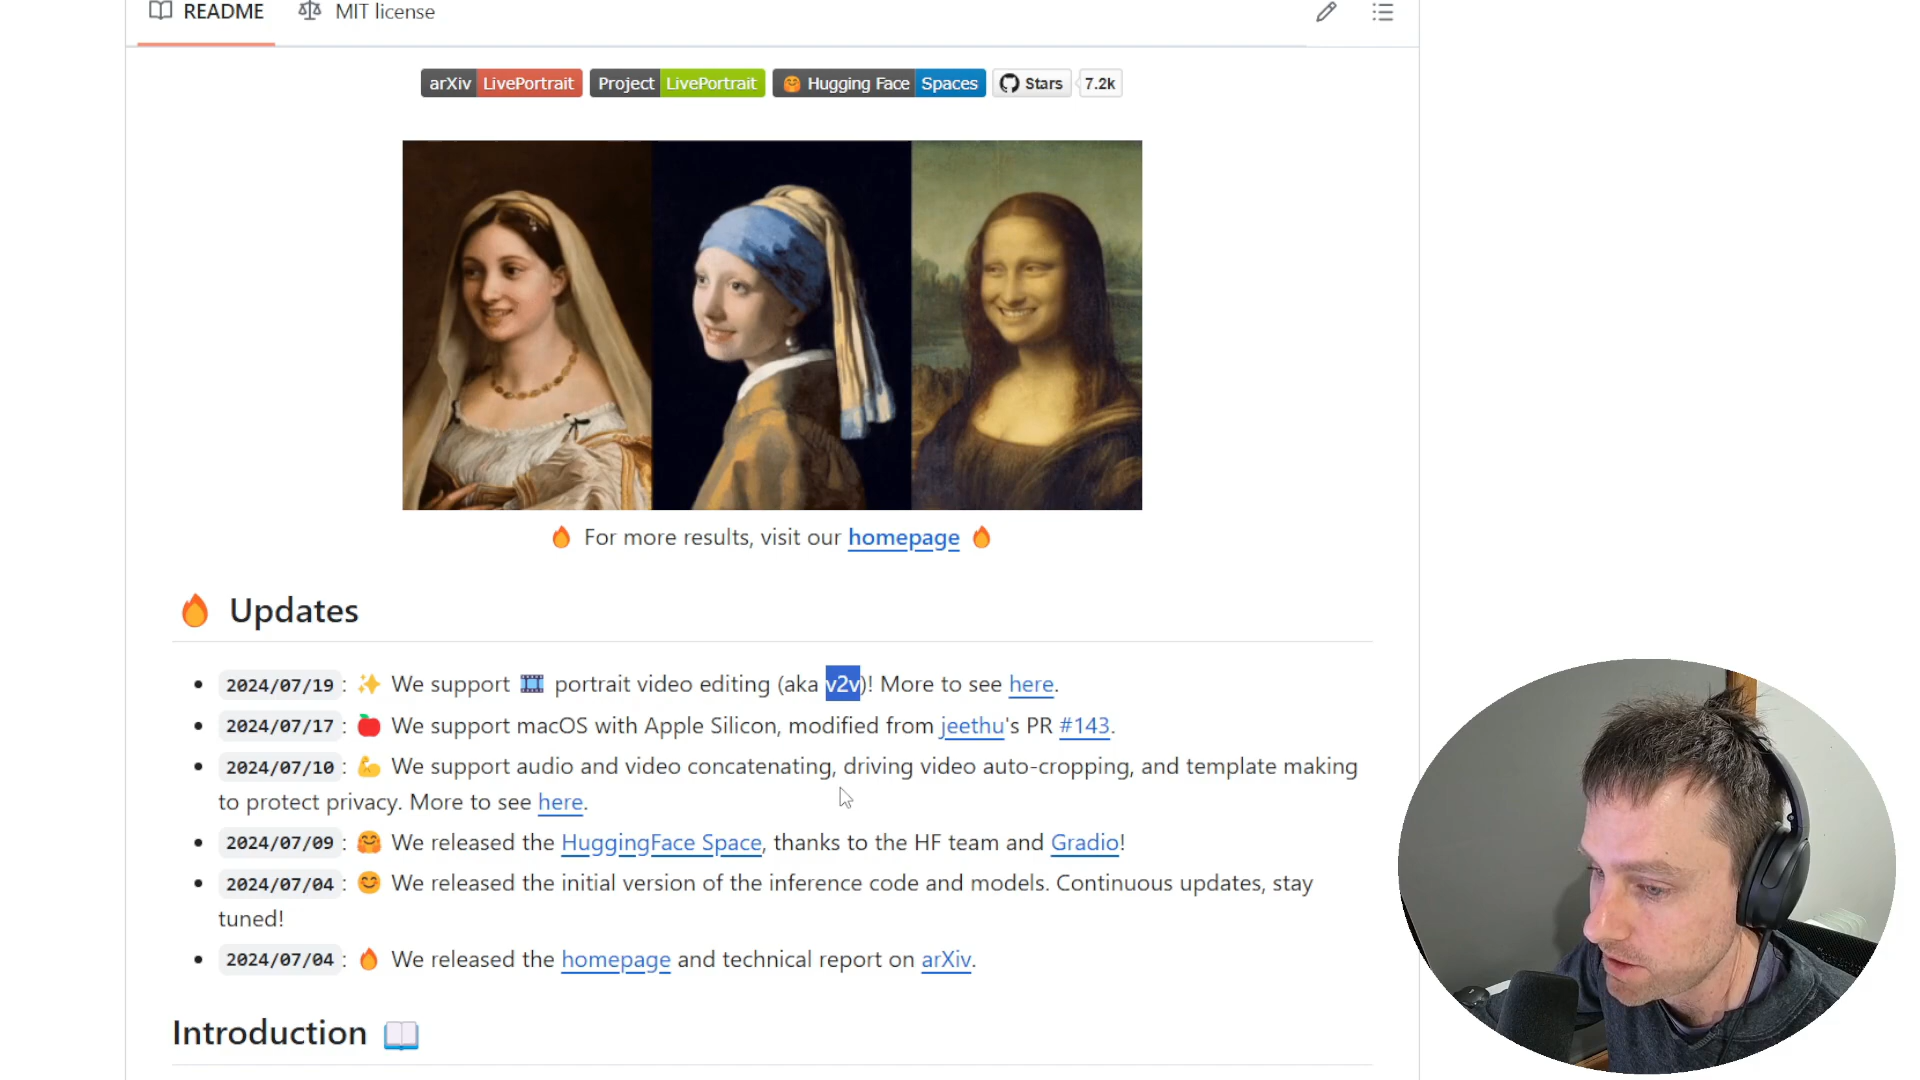 README MIT license
arXiv LivePortrait Project LivePortrait 🤗 Hugging Face Spaces Stars 7.2k
🔥 For more results, visit our homepage 🔥
🔥 Updates
• 2024/07/19: ✨ We support 🎞️ portrait video editing (aka v2v)! More to see here.
• 2024/07/17: 🍎 We support macOS with Apple Silicon, modified from jeethu's PR #143.
• 2024/07/10: 💪 We support audio and video concatenating, driving video auto-cropping, and template making
to protect privacy. More to see here.
• 2024/07/09: 🤗 We released the HuggingFace Space, thanks to the HF team and Gradio!
• 2024/07/04: 😊 We released the initial version of the inference code and models. Continuous updates, stay
tuned!
• 2024/07/04: 🔥 We released the homepage and technical report on arXiv.
Introduction 📖